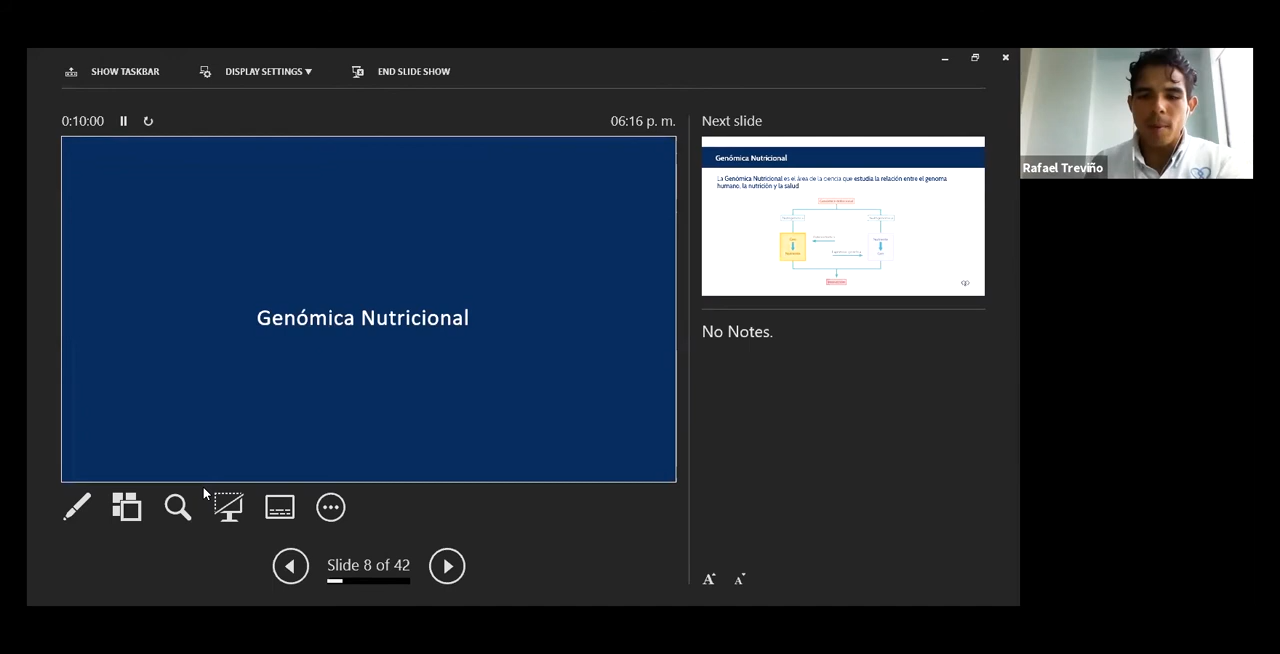 SHOW TASKBAR
DISPLAY SETTINGS ▼
END SLIDE SHOW
0:10:00
06:16 p. m.
Genómica Nutricional
Slide 8 of 42
Next slide
Genómica Nutricional
La Genómica Nutricional es el área de la ciencia que estudia la relación entre el genoma
humano, la nutrición y la salud
No Notes.
A A
Rafael Treviño